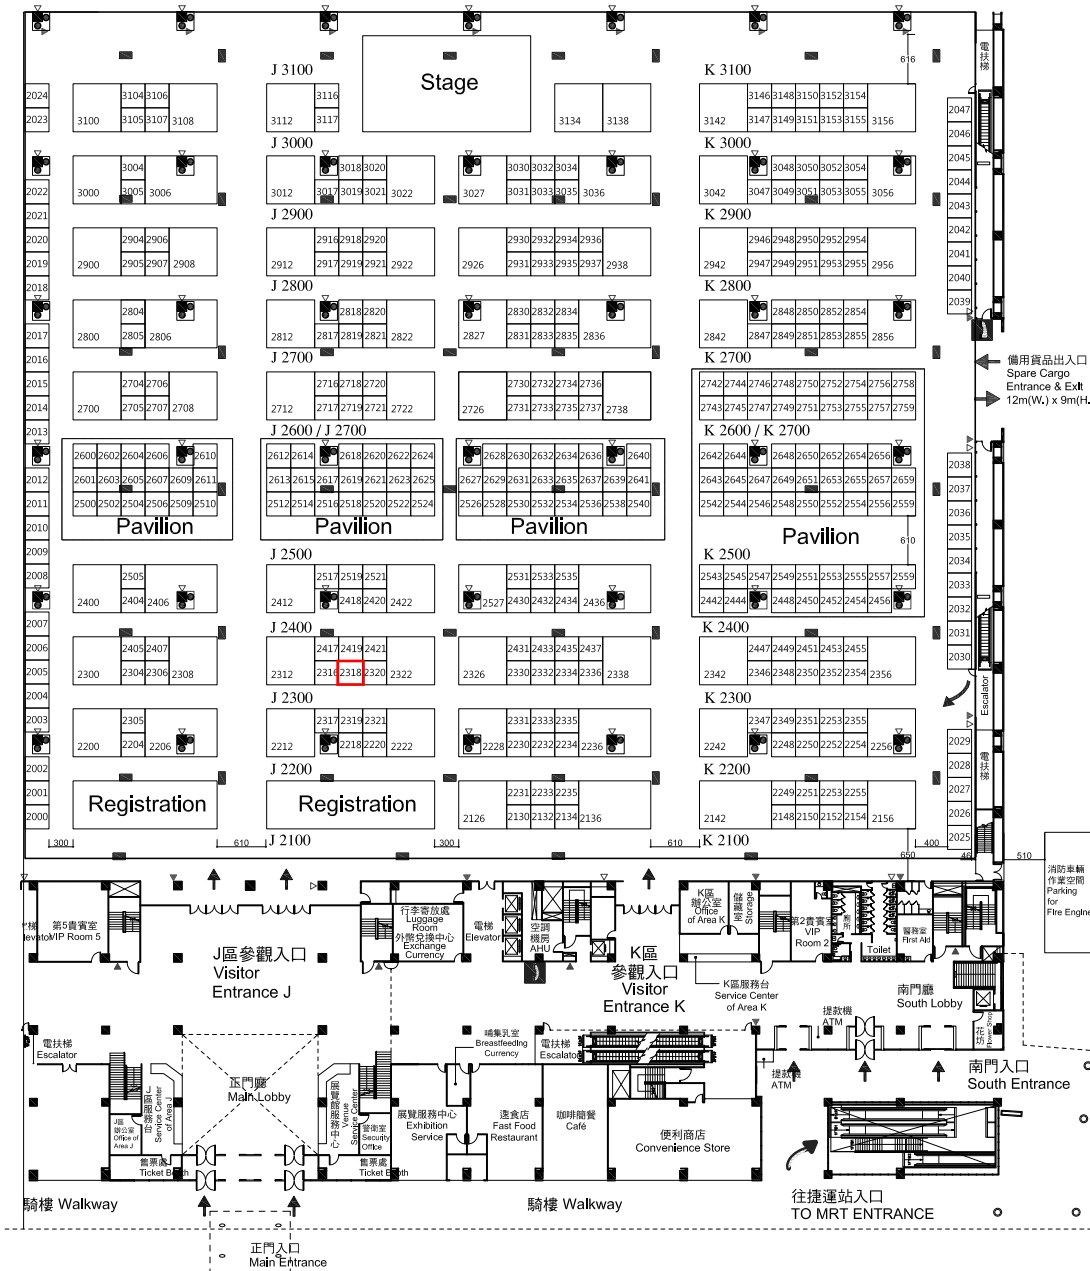 J 3100
Stage
K 3100
616
電扶梯
2024
3104 3106
3116
3146 3148 3150 3152 3154
2023
3100
3105 3107
3108
3112
3117
3134
3138
3142
3147 3149 3151 3153 3155
3156
2047
2046
J 3000
K 3000
2045
3004
3018 3020
3030 3032 3034
3048 3050 3052 3054
2044
2022
3000
3005
3006
3012
3017 3019 3021
3022
3027
3031 3033 3035
3036
3042
3047 3049 3051 3053 3055
3056
2043
2021
J 2900
K 2900
2042
2020
2904 2906
2916 2918 2920
2930 2932 2934 2936
2946 2948 2950 2952 2954
2041
2019
2900
2905 2907
2908
2912
2917 2919 2921
2922
2926
2931 2933 2935 2937
2938
2942
2947 2949 2951 2953 2955
2956
2040
2018
J 2800
K 2800
2039
2804
2818 2820
2830 2832 2834
2848 2850 2852 2854
2017
2800
2805
2806
2812
2817 2819 2821
2822
2827
2831 2833 2835
2836
2842
2847 2849 2851 2853 2855
2856
2016
J 2700
K 2700
備用貨品出入口
Spare Cargo
Entrance & Exit
12m(W.) x 9m(H.
2015
2704 2706
2716 2718 2720
2730 2732 2734 2736
2742 2744 2746 2748 2750 2752 2754 2756 2758
2014
2700
2705 2707
2708
2712
2717 2719 2721
2722
2726
2731 2733 2735 2737
2738
2743 2745 2747 2749 2751 2753 2755 2757 2759
2013
J 2600 / J 2700
K 2600 / K 2700
2600 2602 2604 2606 2610
2612 2614 2618 2620 2622 2624
2628 2630 2632 2634 2636 2640
2642 2644 2648 2650 2652 2654 2656
2038
2012
2601 2603 2605 2607 2609 2611
2613 2615 2617 2619 2621 2623 2625
2627 2629 2631 2633 2635 2637 2639 2641
2643 2645 2647 2649 2651 2653 2655 2657 2659
2037
2011
2500 2502 2504 2506 2509 2510
2512 2514 2516 2518 2520 2522 2524
2526 2528 2530 2532 2534 2536 2538 2540
2542 2544 2546 2548 2550 2552 2554 2556 2558
2036
2010
Pavilion
Pavilion
Pavilion
Pavilion
610
2035
2009
J 2500
K 2500
2034
2008
2505
2517 2519 2521
2531 2533 2535
2543 2545 2547 2549 2551 2553 2555 2557 2559
2033
2400
2404
2406
2412
2418 2420
2422
2527
2430 2432 2434
2436
2442 2444 2448 2450 2452 2454 2456
2032
2007
J 2400
K 2400
2031
2006
2405 2407
2417 2419 2421
2431 2433 2435 2437
2447 2449 2451 2453 2455
2030
2005
2300
2304 2306
2308
2312
2316 2318 2320
2322
2326
2330 2332 2334 2336
2338
2342
2346 2348 2350 2352 2354
2356
2004
Escalator
J 2300
K 2300
2003
2305
2317 2319 2321
2331 2333 2335
2347 2349 2351 2253 2355
2029
2200
2204
2206
2212
2218 2220
2222
2228
2230 2232 2234
2236
2242
2248 2250 2252 2254
2256
電扶梯
2028
2002
J 2200
K 2200
2027
2001
Registration
Registration
2231 2233 2235
2249 2251 2253 2255
2026
2000
2126
2130 2132 2134
2136
2142
2148 2150 2152 2154
2156
2025
300
610
J 2100
300
610
K 2100
650
400
46
510
消防車輛
作業空間
Parking
for
Fire Engine
第5貴賓室
VIP Room 5
J區參觀入口
Visitor
Entrance J
行李寄放處
Luggage
Room
外幣兌換中心
Exchange
Currency
電梯
Elevator
空調
機房
AHU
K區
參觀入口
Visitor
Entrance K
K區
辦公室
Office
of Area K
儲藏室
Storage
第2貴賓室
VIP
Room 2
廁所
Toilet
醫務室
First Aid
K區服務台
Service Center
of Area K
南門廳
South Lobby
提款機
ATM
花坊
Flower Shop
電扶梯
Escalator
哺集乳室
Breastfeeding
Currency
電扶梯
Escalator
提款機
ATM
南門入口
South Entrance
正門廳
Main Lobby
J區服務台
Service Center
of Area J
J區
辦公室
Office of
Area J
展覽館服務中心
Venue
Service Center
警衛室
Security
Office
展覽服務中心
Exhibition
Service
速食店
Fast Food
Restaurant
咖啡簡餐
Café
便利商店
Convenience Store
售票處
Ticket Booth
售票處
Ticket Booth
騎樓 Walkway
騎樓 Walkway
往捷運站入口
TO MRT ENTRANCE
正門入口
Main Entrance